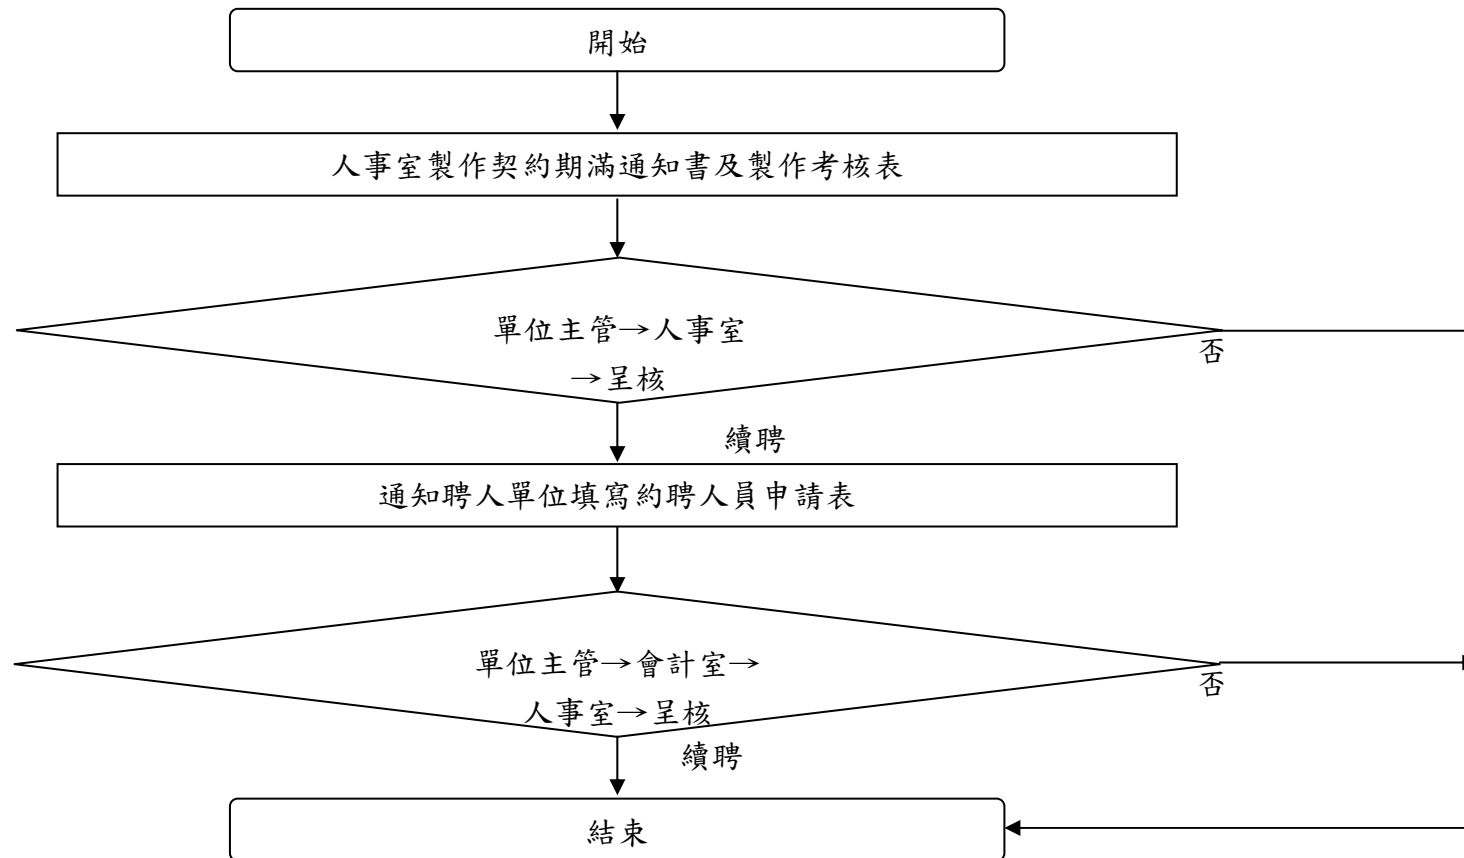 開始
人事室製作契約期滿通知書及製作考核表
單位主管→人事室
→呈核
否
續聘
通知聘人單位填寫約聘人員申請表
單位主管→會計室→
人事室→呈核
否
續聘
結束